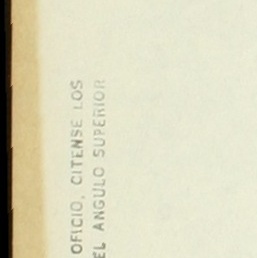 OFICIO, CITENSE LOS
EL ANGULO SUPERIOR